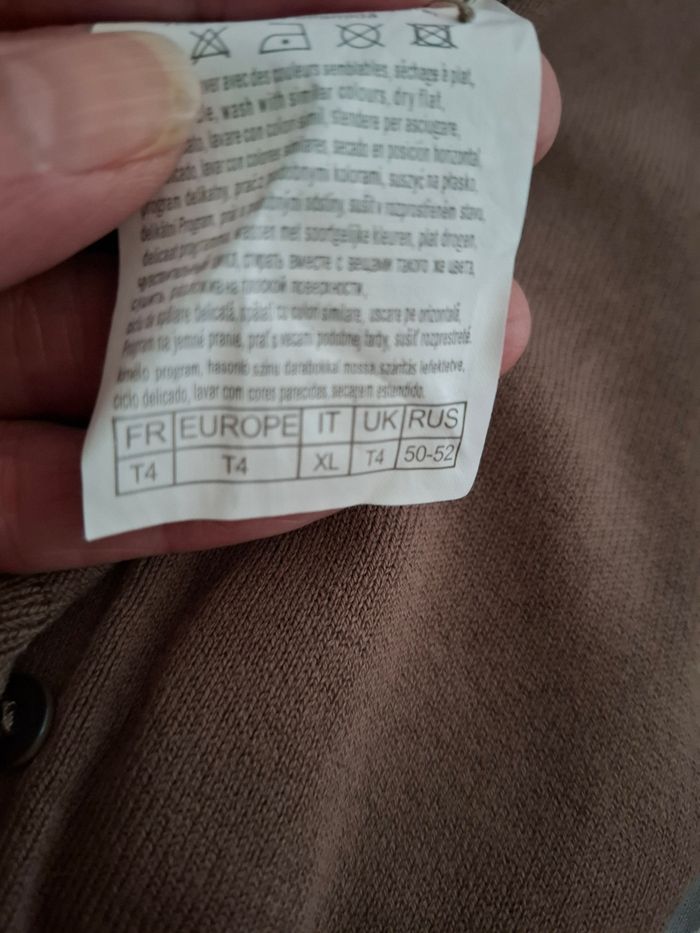 ver avec des couleurs semblables, séchage à plat,
wash with similar colours, dry flat,
lavare con colori simili, stendere per asciugare,
lavar con colores similares, secado en posición horizontal,
program delikatny, prać z podobnymi kolorami, suszyć na płasko,
delikátní Program, prát s podobnými odstíny, sušit v rozprostřeném stavu,
delicaat programma, wassen met soortgelijke kleuren, plat drogen,
стирать вместе с вещами такого же цвета,
на плоской поверхности,
ciclu de spălare delicată, spălați cu culori similare, uscare pe orizontală,
Program na jemné pranie, prať s vecami podobnej farby, sušiť rozprestreté.
kímélő program, hasonló színű darabokkal mossa, szárítás lefektetve,
ciclo delicado, lavar com cores parecidas, secagem estendido,
FR EUROPE IT UK RUS
T4 T4 XL T4 50-52